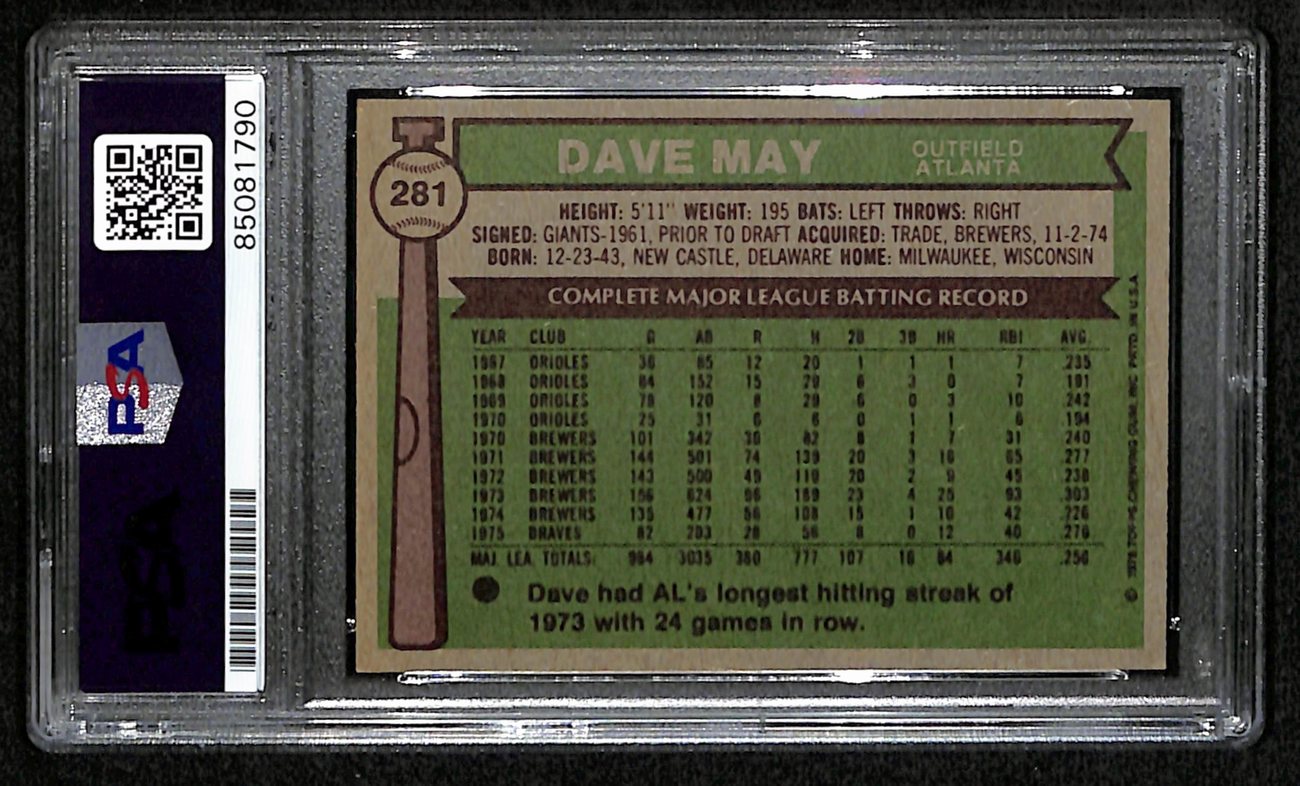 85081790
PSA
PSA
281
DAVE MAY
OUTFIELD
ATLANTA
HEIGHT: 5'11" WEIGHT: 195 BATS: LEFT THROWS: RIGHT
SIGNED: GIANTS-1961, PRIOR TO DRAFT ACQUIRED: TRADE, BREWERS, 11-2-74
BORN: 12-23-43, NEW CASTLE, DELAWARE HOME: MILWAUKEE, WISCONSIN
COMPLETE MAJOR LEAGUE BATTING RECORD
YEAR CLUB G AB R H 2B 3B HR RBI AVG.
1967 ORIOLES 36 85 12 20 1 1 1 7 .235
1968 ORIOLES 84 152 15 29 6 3 0 7 .191
1969 ORIOLES 78 120 8 29 6 0 3 10 .242
1970 ORIOLES 25 31 6 6 0 1 1 6 .194
1970 BREWERS 101 342 36 82 8 1 7 31 .240
1971 BREWERS 144 501 74 139 20 3 16 65 .277
1972 BREWERS 143 500 49 119 20 2 9 45 .238
1973 BREWERS 156 624 96 189 23 4 25 93 .303
1974 BREWERS 135 477 56 108 15 1 10 42 .226
1975 BRAVES 82 203 28 56 8 0 12 40 .276
MAJ. LEA. TOTALS: 984 3035 380 777 107 16 84 346 .256
Dave had AL's longest hitting streak of
1973 with 24 games in row.
© 1976 TOPPS CHEWING GUM, INC. PRTD. IN U.S.A.